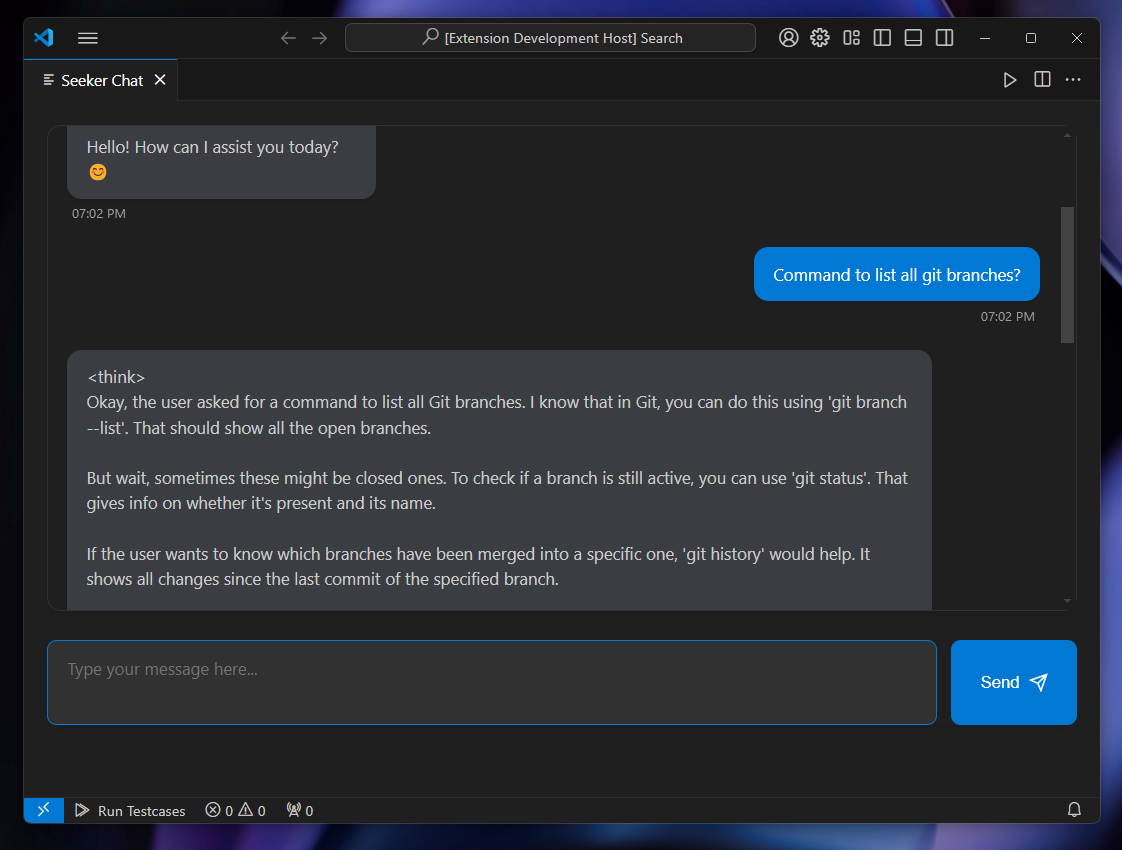 [Extension Development Host] Search
Seeker Chat
Hello! How can I assist you today?
😊
07:02 PM
Command to list all git branches?
07:02 PM
<think>
Okay, the user asked for a command to list all Git branches. I know that in Git, you can do this using 'git branch
--list'. That should show all the open branches.
But wait, sometimes these might be closed ones. To check if a branch is still active, you can use 'git status'. That
gives info on whether it's present and its name.
If the user wants to know which branches have been merged into a specific one, 'git history' would help. It
shows all changes since the last commit of the specified branch.
Type your message here...
Send
Run Testcases 0 0 0